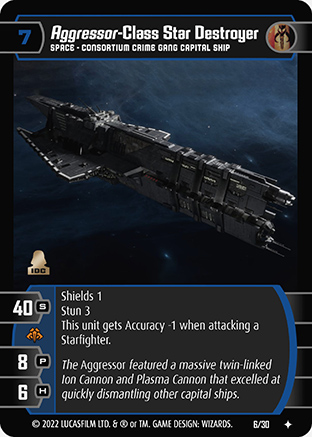 7
Aggressor-Class Star Destroyer
SPACE - CONSORTIUM CRIME GANG CAPITAL SHIP
IDC
40 S
Shields 1
Stun 3
This unit gets Accuracy -1 when attacking a
Starfighter.
8 P
6 H
The Aggressor featured a massive twin-linked
Ion Cannon and Plasma Cannon that excelled at
quickly dismantling other capital ships.
© 2022 LUCASFILM LTD. & ® or TM. GAME DESIGN: WIZARDS.
6/30